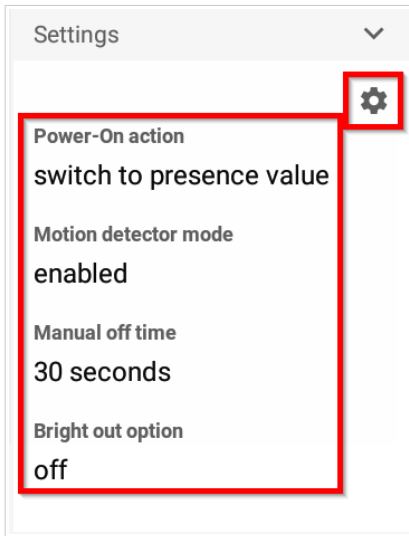 Settings
Power-On action
switch to presence value
Motion detector mode
enabled
Manual off time
30 seconds
Bright out option
off